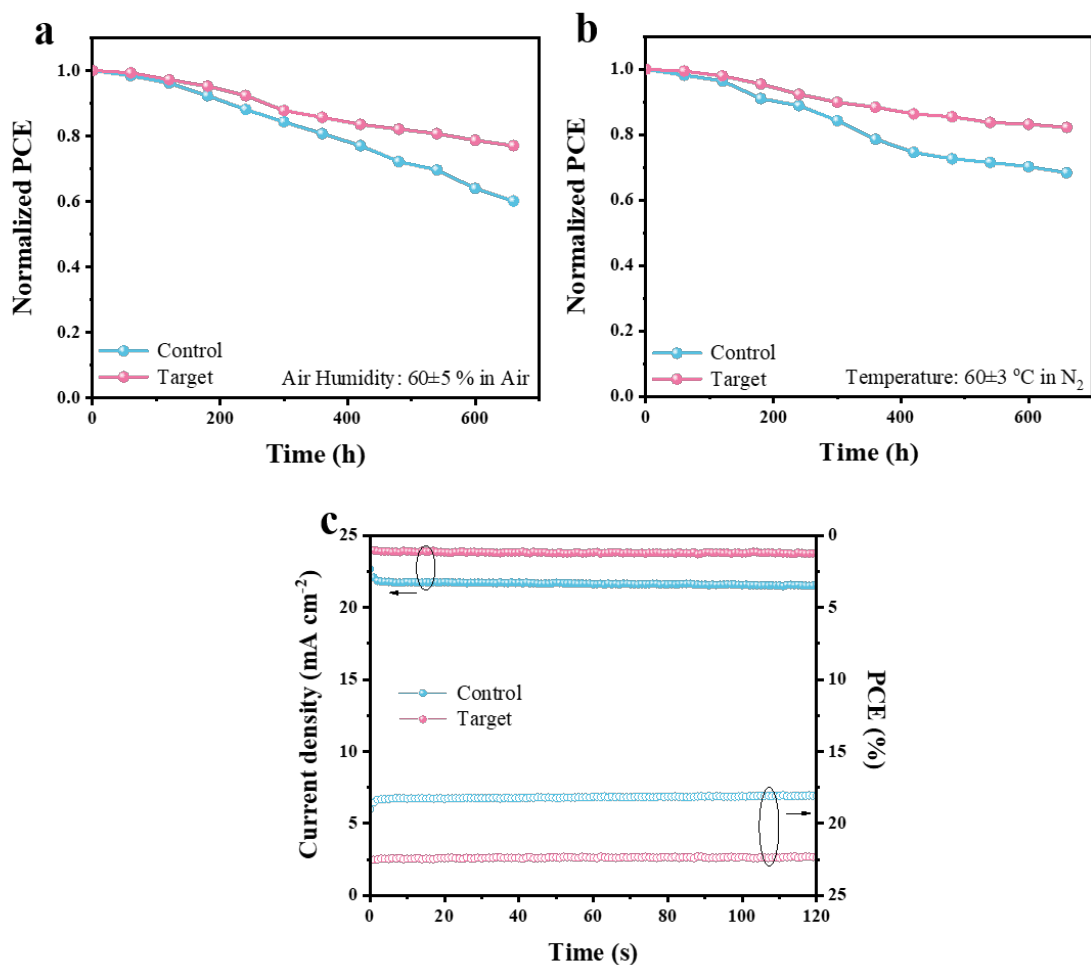 a
1.0
0.8
0.6
0.4
0.2
0.0
Normalized PCE
Control
Target
Air Humidity: 60±5 % in Air
0
200
400
600
Time (h)
b
1.0
0.8
0.6
0.4
0.2
0.0
Normalized PCE
Control
Target
Temperature: 60±3 °C in N₂
0
200
400
600
Time (h)
c
25
20
15
10
5
0
Current density (mA cm⁻²)
Control
Target
0
5
10
15
20
25
PCE (%)
0
20
40
60
80
100
120
Time (s)